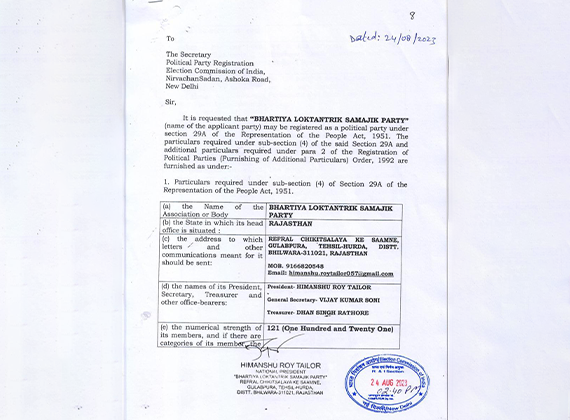 8
Dated: 24/08/2023
To
The Secretary
Political Party Registration
Election Commission of India,
NirvachanSadan, Ashoka Road,
New Delhi
Sir,
It is requested that "BHARTIYA LOKTANTRIK SAMAJIK PARTY"
(name of the applicant party) may be registered as a political party under
section 29A of the Representation of the People Act, 1951. The
particulars required under sub-section (4) of the said Section 29A and
additional particulars required under para 2 of the Registration of
Political Parties (Furnishing of Additional Particulars) Order, 1992 are
furnished as under:-
1. Particulars required under sub-section (4) of Section 29A of the
Representation of the People Act, 1951.
(a) the Name of the
Association or Body
BHARTIYA LOKTANTRIK SAMAJIK
PARTY
(b) the State in which its head
office is situated :
RAJASTHAN
(c) the address to which
letters and other
communications meant for it
should be sent:
REFRAL CHIKITSALAYA KE SAAMNE,
GULABPURA, TEHSIL-HURDA, DISTT.
BHILWARA-311021, RAJASTHAN
MOB. 9166820548
Email: himanshu.roytailor057@gmail.com
(d) the names of its President,
Secretary, Treasurer and
other office-bearers:
President- HIMANSHU ROY TAILOR
General Secretary- VIJAY KUMAR SONI
Treasurer- DHAN SINGH RATHORE
(e) the numerical strength of
its members, and if there are
categories of its member, the
121 (One Hundred and Twenty One)
HIMANSHU ROY TAILOR
NATIONAL PRESIDENT
"BHARTIYA LOKTANTRIK SAMAJIK PARTY"
REFRAL CHIKITSALAYA KE SAAMNE,
GULABPURA, TEHSIL-HURDA,
DISTT. BHILWARA-311021, RAJASTHAN
Election Commission of India
24 AUG 2023
02:40 PM
New Delhi